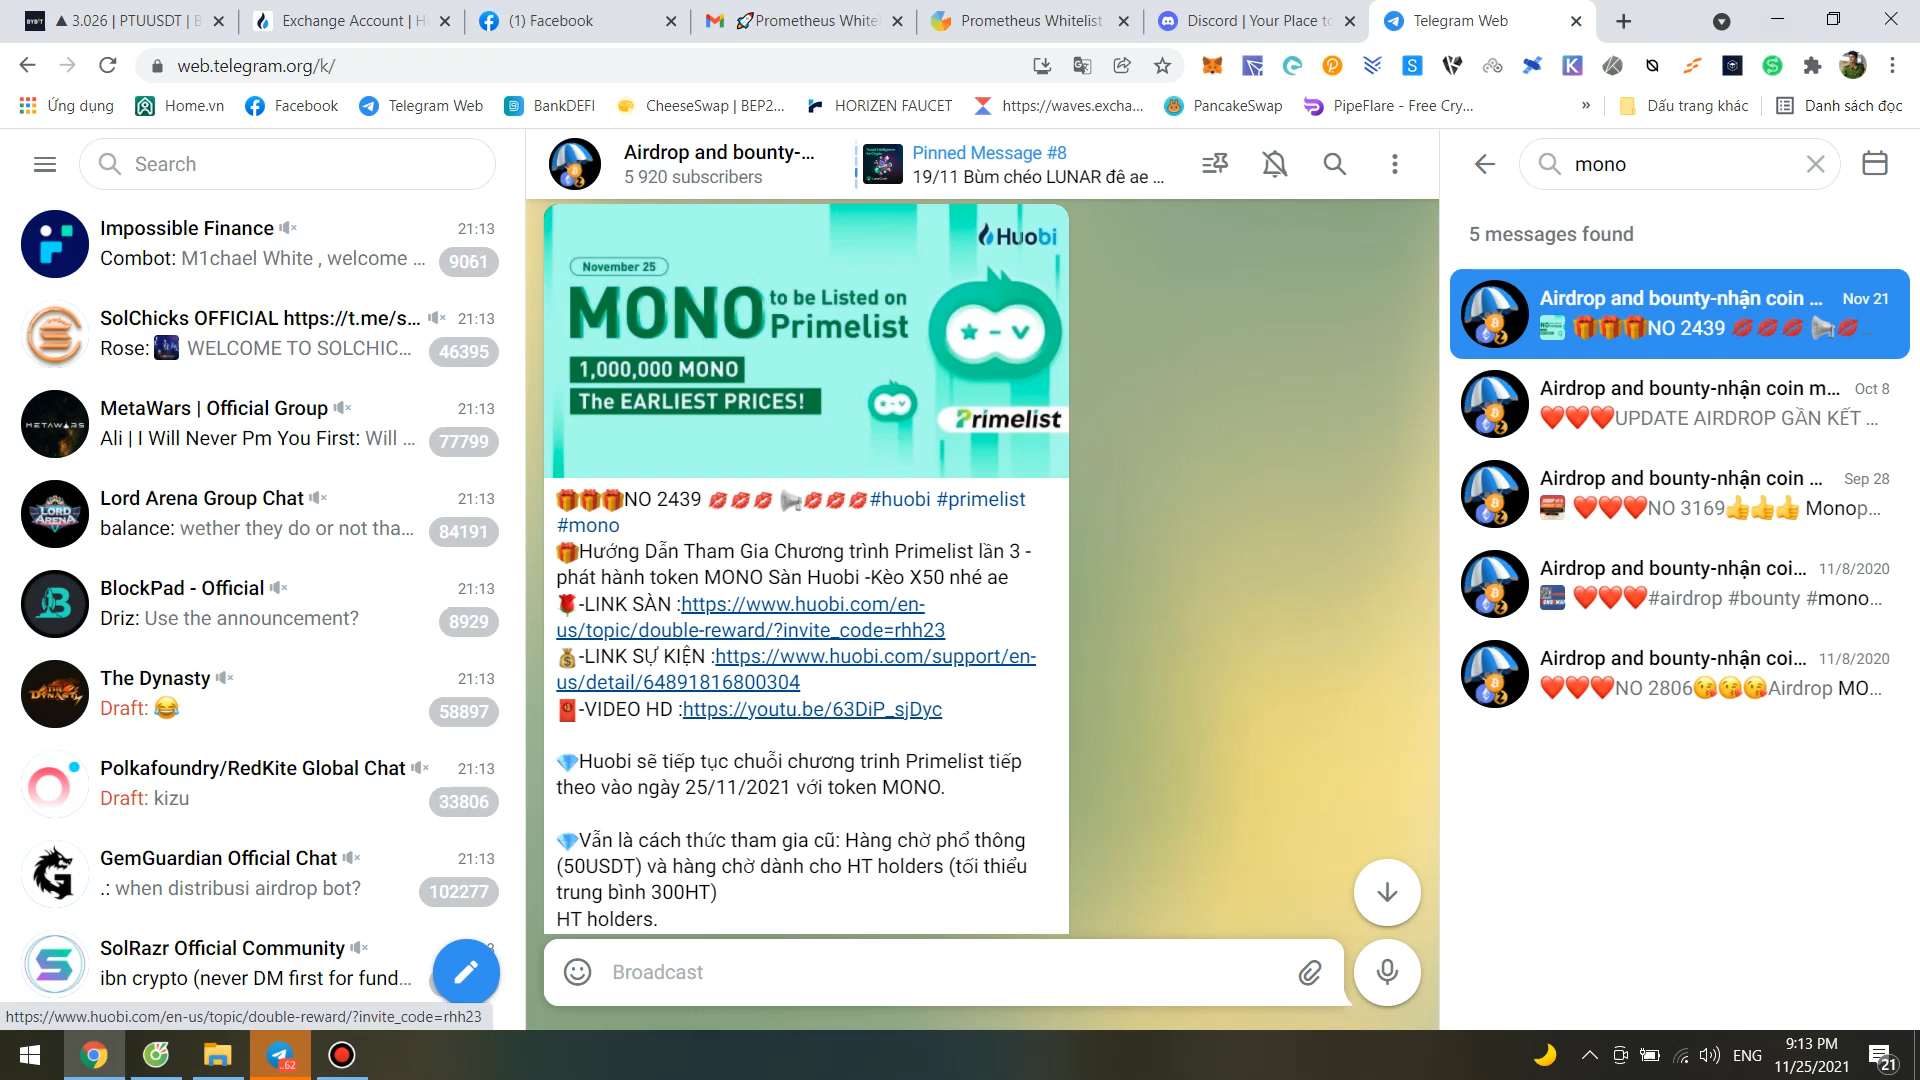 3.026 | PTUUSDT | B
Exchange Account | H
(1) Facebook
Prometheus White
Prometheus Whitelist
Discord | Your Place to
Telegram Web
web.telegram.org/k/
Ứng dụng
Home.vn
Facebook
Telegram Web
BankDEFI
CheeseSwap | BEP2...
HORIZEN FAUCET
https://waves.excha...
PancakeSwap
PipeFlare - Free Cry...
»
Dấu trang khác
Danh sách đọc
Search
Impossible Finance
21:13
Combot: M1chael White , welcome ...
9061
SolChicks OFFICIAL https://t.me/s...
21:13
Rose: WELCOME TO SOLCHIC...
46395
MetaWars | Official Group
21:13
Ali | I Will Never Pm You First: Will ...
77799
METAWARS
Lord Arena Group Chat
21:13
balance: wether they do or not tha...
84191
LORD ARENA
BlockPad - Official
21:13
Driz: Use the announcement?
8929
The Dynasty
21:13
Draft: 😂
58897
Polkafoundry/RedKite Global Chat
21:13
Draft: kizu
33806
GemGuardian Official Chat
21:13
.: when distribusi airdrop bot?
102277
SolRazr Official Community
ibn crypto (never DM first for fund...
https://www.huobi.com/en-us/topic/double-reward/?invite_code=rhh23
Airdrop and bounty-...
5 920 subscribers
Pinned Message #8
19/11 Bùm chéo LUNAR đê ae ...
Huobi
November 25
MONO to be Listed on
Primelist
1,000,000 MONO
The EARLIEST PRICES!
Primelist
🎁🎁🎁NO 2439 💋💋💋 📢💋💋💋#huobi #primelist
#mono
🎁Hướng Dẫn Tham Gia Chương trình Primelist lần 3 -
phát hành token MONO Sàn Huobi -Kèo X50 nhé ae
🌹-LINK SÀN :https://www.huobi.com/en-
us/topic/double-reward/?invite_code=rhh23
💰-LINK SỰ KIỆN :https://www.huobi.com/support/en-
us/detail/64891816800304
🧧-VIDEO HD :https://youtu.be/63DiP_sjDyc
💎Huobi sẽ tiếp tục chuỗi chương trinh Primelist tiếp
theo vào ngày 25/11/2021 với token MONO.
💎Vẫn là cách thức tham gia cũ: Hàng chờ phổ thông
(50USDT) và hàng chờ dành cho HT holders (tối thiểu
trung bình 300HT)
HT holders.
Broadcast
mono
5 messages found
Airdrop and bounty-nhận coin ...
Nov 21
🎁🎁🎁NO 2439 💋💋💋 📢💋
Airdrop and bounty-nhận coin m...
Oct 8
❤️❤️❤️UPDATE AIRDROP GẦN KẾT ...
Airdrop and bounty-nhận coin ...
Sep 28
❤️❤️❤️NO 3169👍👍👍 Monop...
Airdrop and bounty-nhận coi...
11/8/2020
❤️❤️❤️#airdrop #bounty #mono...
Airdrop and bounty-nhận coi...
11/8/2020
❤️❤️❤️NO 2806😘😘😘Airdrop MO...
..62
ENG
9:13 PM
11/25/2021
21